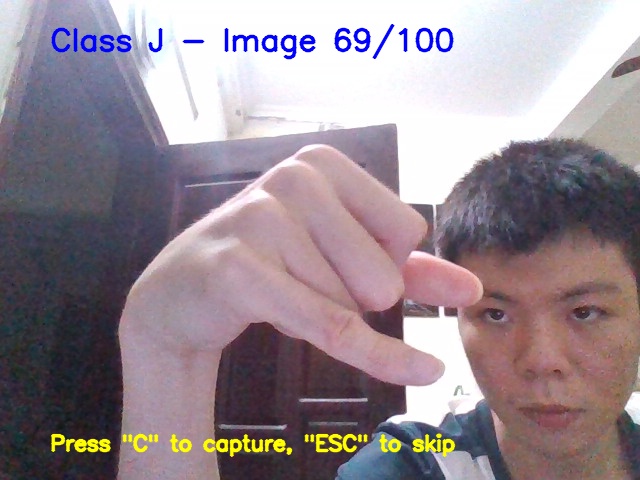 Class J - Image 69/100
Press "C" to capture, "ESC" to skip